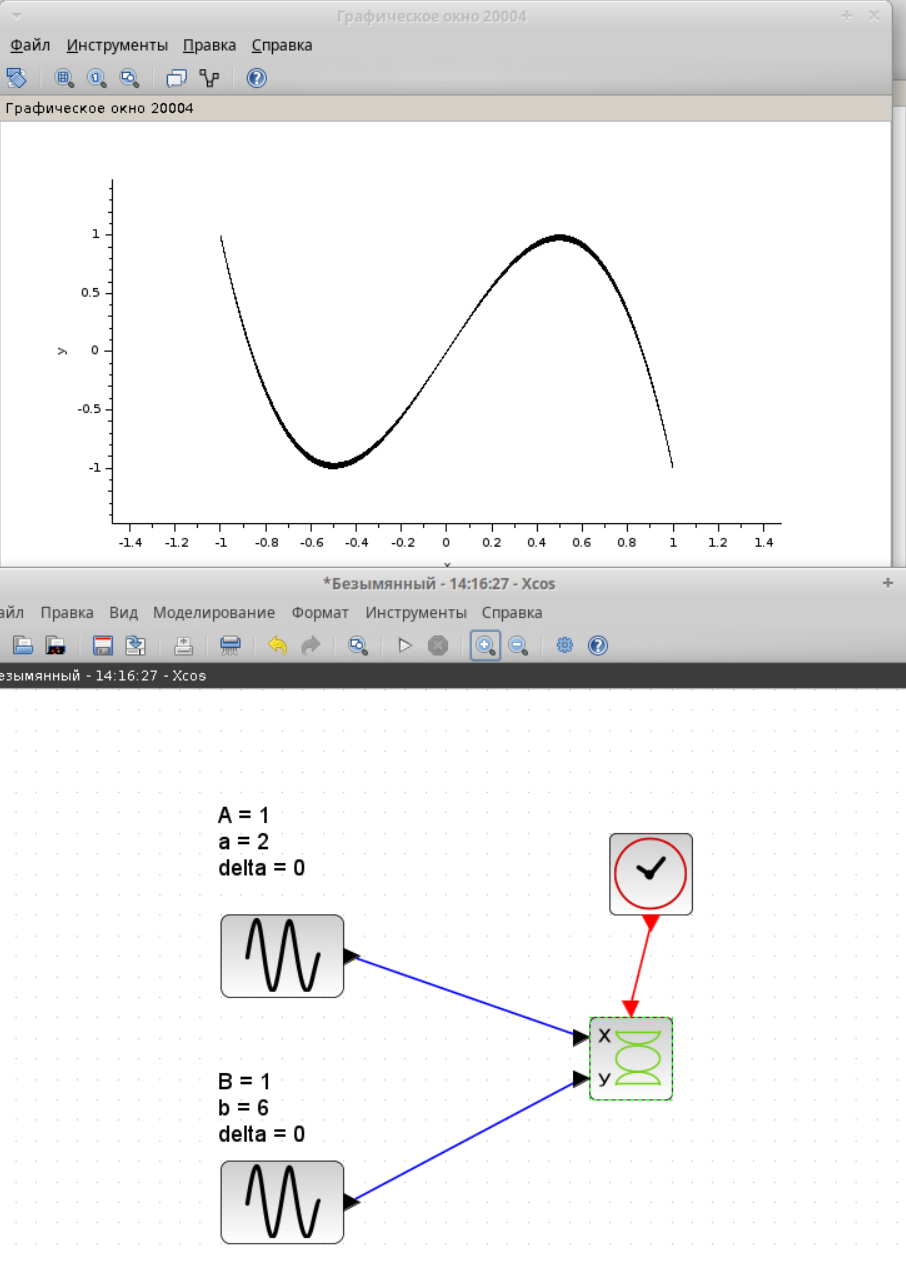 Графическое окно 20004
Файл Инструменты Правка Справка
Графическое окно 20004
1
0.5
0
-0.5
-1
y
-1.4 -1.2 -1 -0.8 -0.6 -0.4 -0.2 0 0.2 0.4 0.6 0.8 1 1.2 1.4
x
*Безымянный - 14:16:27 - Xcos
айл Правка Вид Моделирование Формат Инструменты Справка
езымянный - 14:16:27 - Xcos
A = 1
a = 2
delta = 0
X
y
B = 1
b = 6
delta = 0